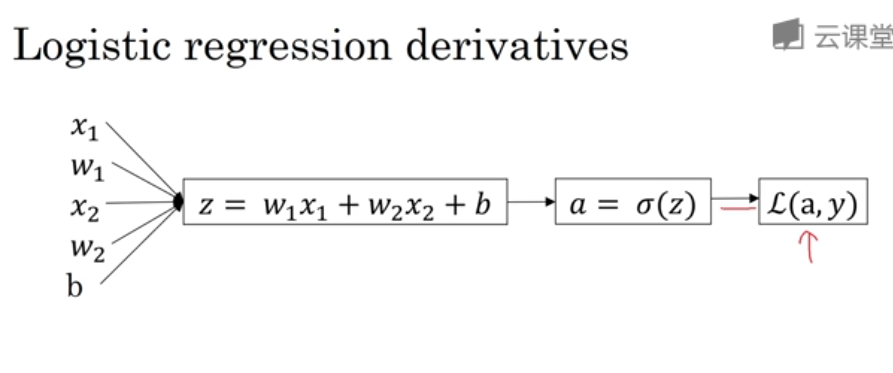 Logistic regression derivatives
云课堂
x₁
w₁
x₂
w₂
b
z = w₁x₁ + w₂x₂ + b
a = σ(z)
ℒ(a, y)